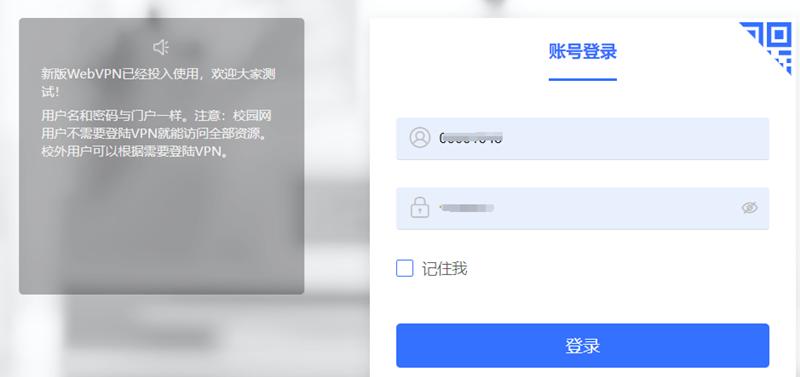 新版WebVPN已经投入使用，欢迎大家测
试！
用户名和密码与门户一样。注意：校园网
用户不需要登陆VPN就能访问全部资源。
校外用户可以根据需要登陆VPN。
账号登录
记住我
登录